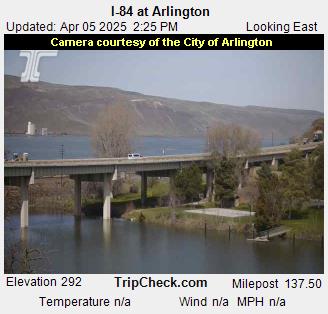 I-84 at Arlington
Updated: Apr 05 2025 2:25 PM Looking East
Camera courtesy of the City of Arlington
Elevation 292 TripCheck.com Milepost 137.50
Temperature n/a Wind n/a MPH n/a